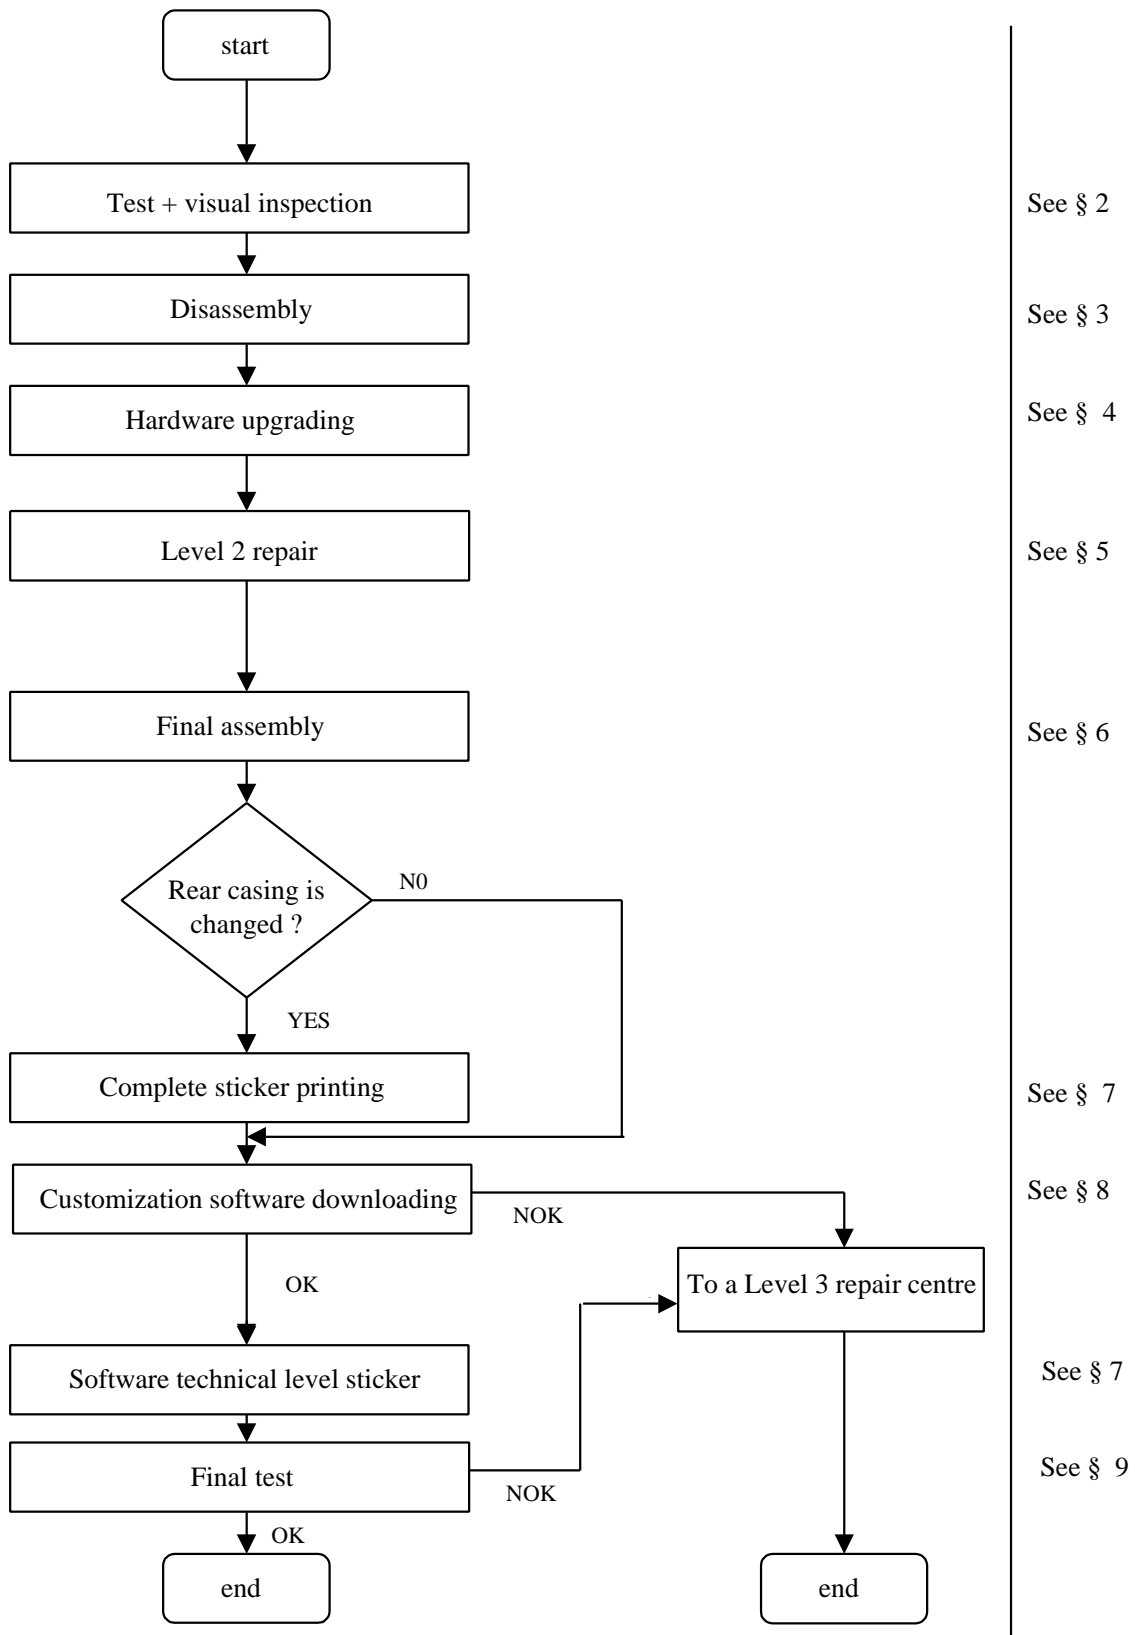 start
Test + visual inspection
See § 2
Disassembly
See § 3
Hardware upgrading
See §  4
Level 2 repair
See § 5
Final assembly
See § 6
Rear casing is
changed ?
N0
YES
Complete sticker printing
See §  7
Customization software downloading
NOK
See § 8
OK
To a Level 3 repair centre
Software technical level sticker
See § 7
Final test
NOK
See §  9
OK
end
end